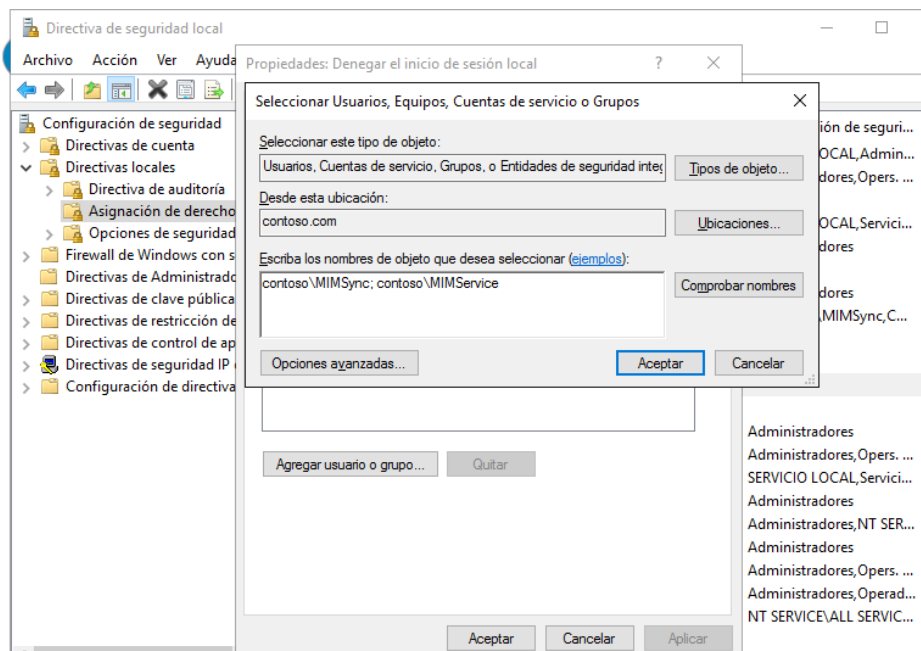 Directiva de seguridad local
Archivo Acción Ver Ayuda
Configuración de seguridad
Directivas de cuenta
Directivas locales
Directiva de auditoría
Asignación de derecho
Opciones de seguridad
Firewall de Windows con s
Directivas de Administrado
Directivas de clave pública
Directivas de restricción de
Directivas de control de ap
Directivas de seguridad IP
Configuración de directiva
Propiedades: Denegar el inicio de sesión local ?
Seleccionar Usuarios, Equipos, Cuentas de servicio o Grupos
Seleccionar este tipo de objeto:
Usuarios, Cuentas de servicio, Grupos, o Entidades de seguridad integ
Tipos de objeto...
Desde esta ubicación:
contoso.com
Ubicaciones...
Escriba los nombres de objeto que desea seleccionar (ejemplos):
contoso\MIMSync; contoso\MIMService
Comprobar nombres
Opciones avanzadas...
Aceptar
Cancelar
Agregar usuario o grupo...
Quitar
Aceptar
Cancelar
Aplicar
ión de seguri...
OCAL,Admin...
dores,Opers. ...
OCAL,Servici...
dores
dores
\MIMSync,C...
Administradores
Administradores,Opers. ...
SERVICIO LOCAL,Servici...
Administradores
Administradores,NT SER...
Administradores
Administradores,Opers. ...
Administradores,Operad...
NT SERVICE\ALL SERVIC...